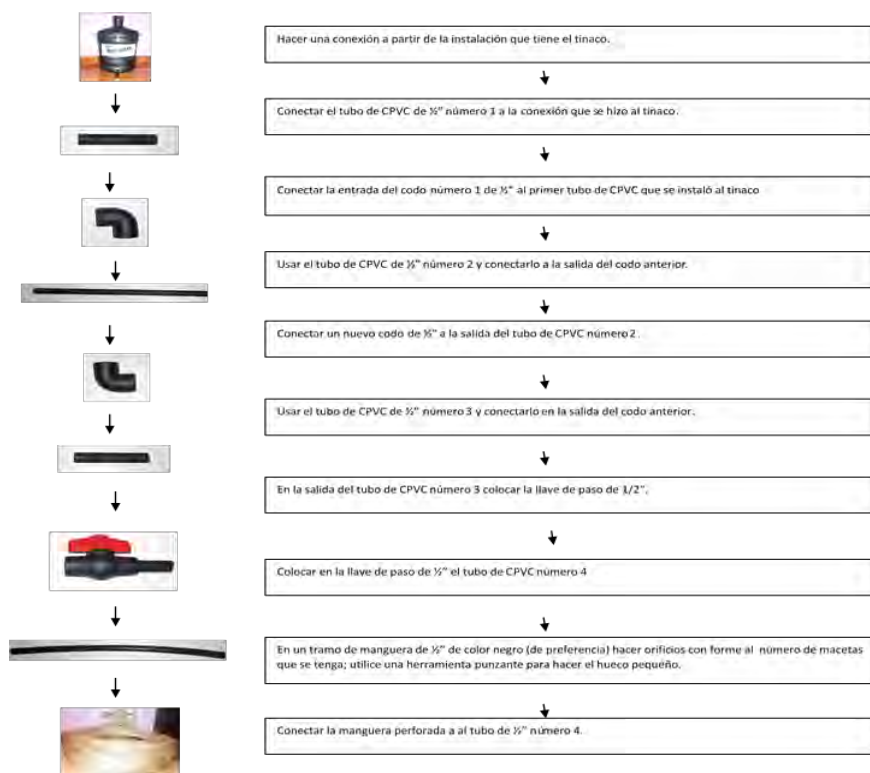 Hacer una conexión a partir de la instalación que tiene el tinaco.
Conectar el tubo de CPVC de ½” número 1 a la conexión que se hizo al tinaco.
Conectar la entrada del codo número 1 de ½” al primer tubo de CPVC que se instaló al tinaco
Usar el tubo de CPVC de ½” número 2 y conectarlo a la salida del codo anterior.
Conectar un nuevo codo de ½” a la salida del tubo de CPVC número 2.
Usar el tubo de CPVC de ½” número 3 y conectarlo en la salida del codo anterior.
En la salida del tubo de CPVC número 3 colocar la llave de paso de 1/2”.
Colocar en la llave de paso de ½” el tubo de CPVC número 4
En un tramo de manguera de ½” de color negro (de preferencia) hacer orificios con forme al número de macetas
que se tenga; utilice una herramienta punzante para hacer el hueco pequeño.
Conectar la manguera perforada a al tubo de ½” número 4.